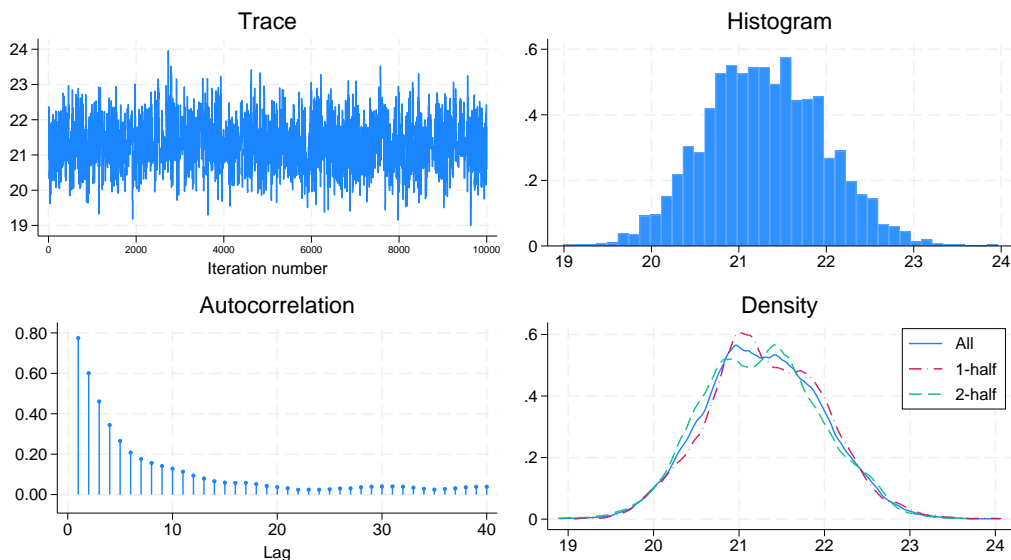 Trace
24
23
22
21
20
19
0 2000 4000 6000 8000 10000
Iteration number
Histogram
.6
.4
.2
0
19 20 21 22 23 24
Autocorrelation
0.80
0.60
0.40
0.20
0.00
0 10 20 30 40
Lag
Density
.6
.4
.2
0
19 20 21 22 23 24
All
1-half
2-half